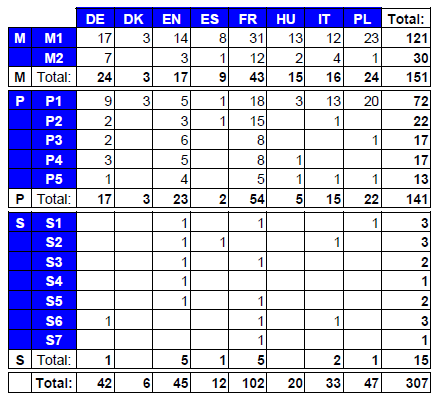 DE DK EN ES FR HU IT PL Total:
M M1 17 3 14 8 31 13 12 23 121
M2 7 3 1 12 2 4 1 30
M Total: 24 3 17 9 43 15 16 24 151
P P1 9 3 5 1 18 3 13 20 72
P2 2 3 1 15 1 22
P3 2 6 8 1 17
P4 3 5 8 1 17
P5 1 4 5 1 1 1 13
P Total: 17 3 23 2 54 5 15 22 141
S S1 1 1 1 3
S2 1 1 1 3
S3 1 1 2
S4 1 1
S5 1 1 2
S6 1 1 1 3
S7 1 1
S Total: 1 5 1 5 2 1 15
Total: 42 6 45 12 102 20 33 47 307